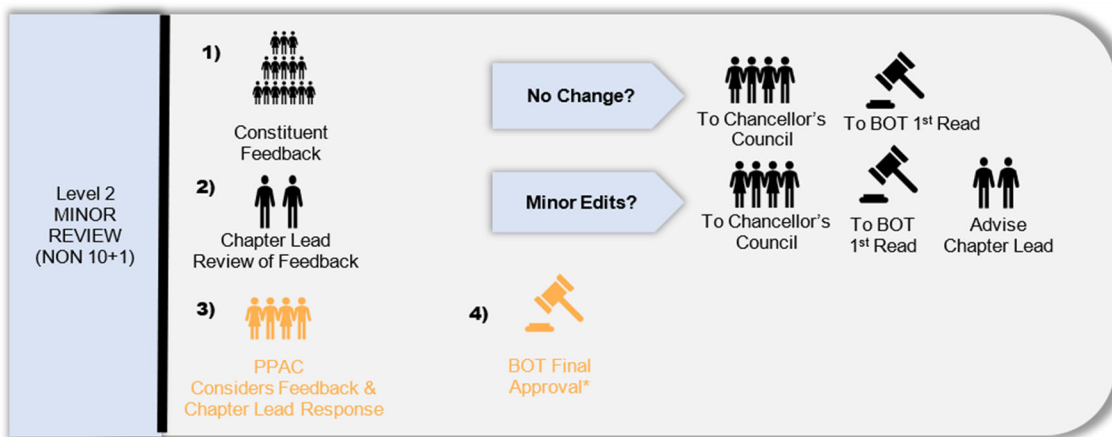 Level 2
MINOR
REVIEW
(NON 10+1)
1)
Constituent
Feedback
2)
Chapter Lead
Review of Feedback
3)
PPAC
Considers Feedback &
Chapter Lead Response
No Change?
To Chancellor’s
Council
To BOT 1st Read
Minor Edits?
To Chancellor’s
Council
To BOT
1st Read
Advise
Chapter Lead
4)
BOT Final
Approval*